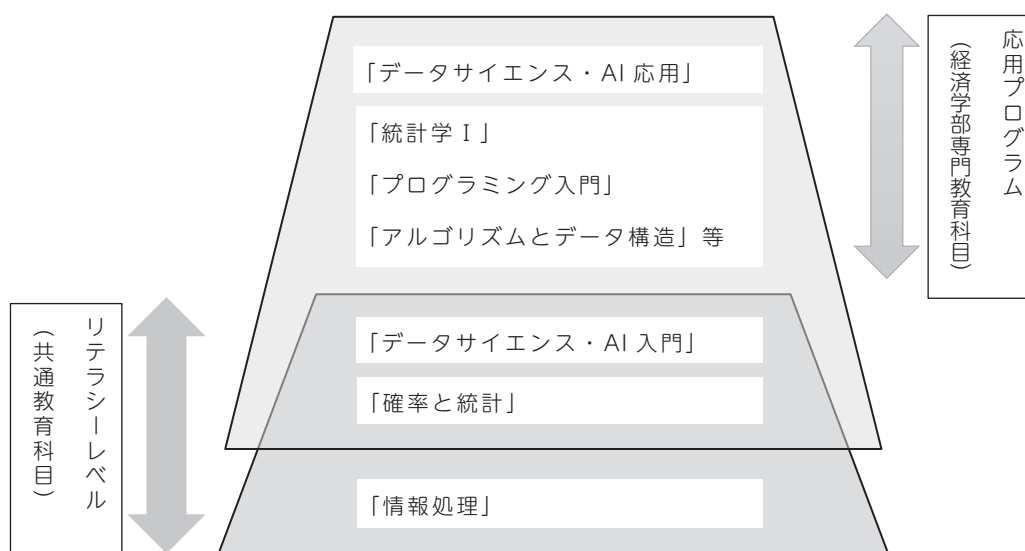 「データサイエンス・AI 応用」
「統計学Ⅰ」
「プログラミング入門」
「アルゴリズムとデータ構造」等
応用プログラム
（経済学部専門教育科目）
「データサイエンス・AI 入門」
「確率と統計」
「情報処理」
リテラシーレベル
（共通教育科目）